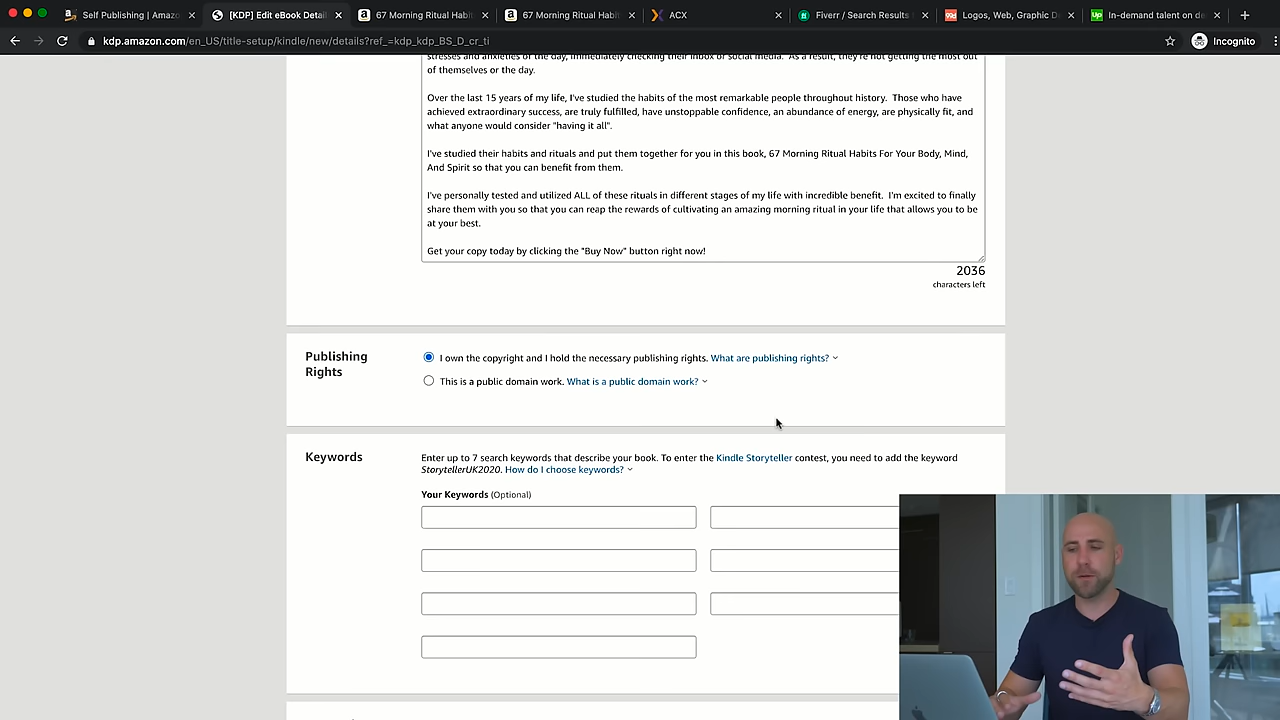 Self Publishing | Amazo
[KDP] Edit eBook Detai
67 Morning Ritual Habi
67 Morning Ritual Habi
ACX
Fiverr / Search Results
Logos, Web, Graphic D
In-demand talent on de
kdp.amazon.com/en_US/title-setup/kindle/new/details?ref_=kdp_kdp_BS_D_cr_ti
Incognito
stresses and anxieties of the day, immediately checking their inbox or social media. As a result, they're not getting the most out
of themselves or the day.
Over the last 15 years of my life, I've studied the habits of the most remarkable people throughout history. Those who have
achieved extraordinary success, are truly fulfilled, have unstoppable confidence, an abundance of energy, are physically fit, and
what anyone would consider "having it all".
I've studied their habits and rituals and put them together for you in this book, 67 Morning Ritual Habits For Your Body, Mind,
And Spirit so that you can benefit from them.
I've personally tested and utilized ALL of these rituals in different stages of my life with incredible benefit. I'm excited to finally
share them with you so that you can reap the rewards of cultivating an amazing morning ritual in your life that allows you to be
at your best.
Get your copy today by clicking the "Buy Now" button right now!
2036
characters left
Publishing
Rights
I own the copyright and I hold the necessary publishing rights. What are publishing rights?
This is a public domain work. What is a public domain work?
Keywords
Enter up to 7 search keywords that describe your book. To enter the Kindle Storyteller contest, you need to add the keyword
StorytellerUK2020. How do I choose keywords?
Your Keywords (Optional)